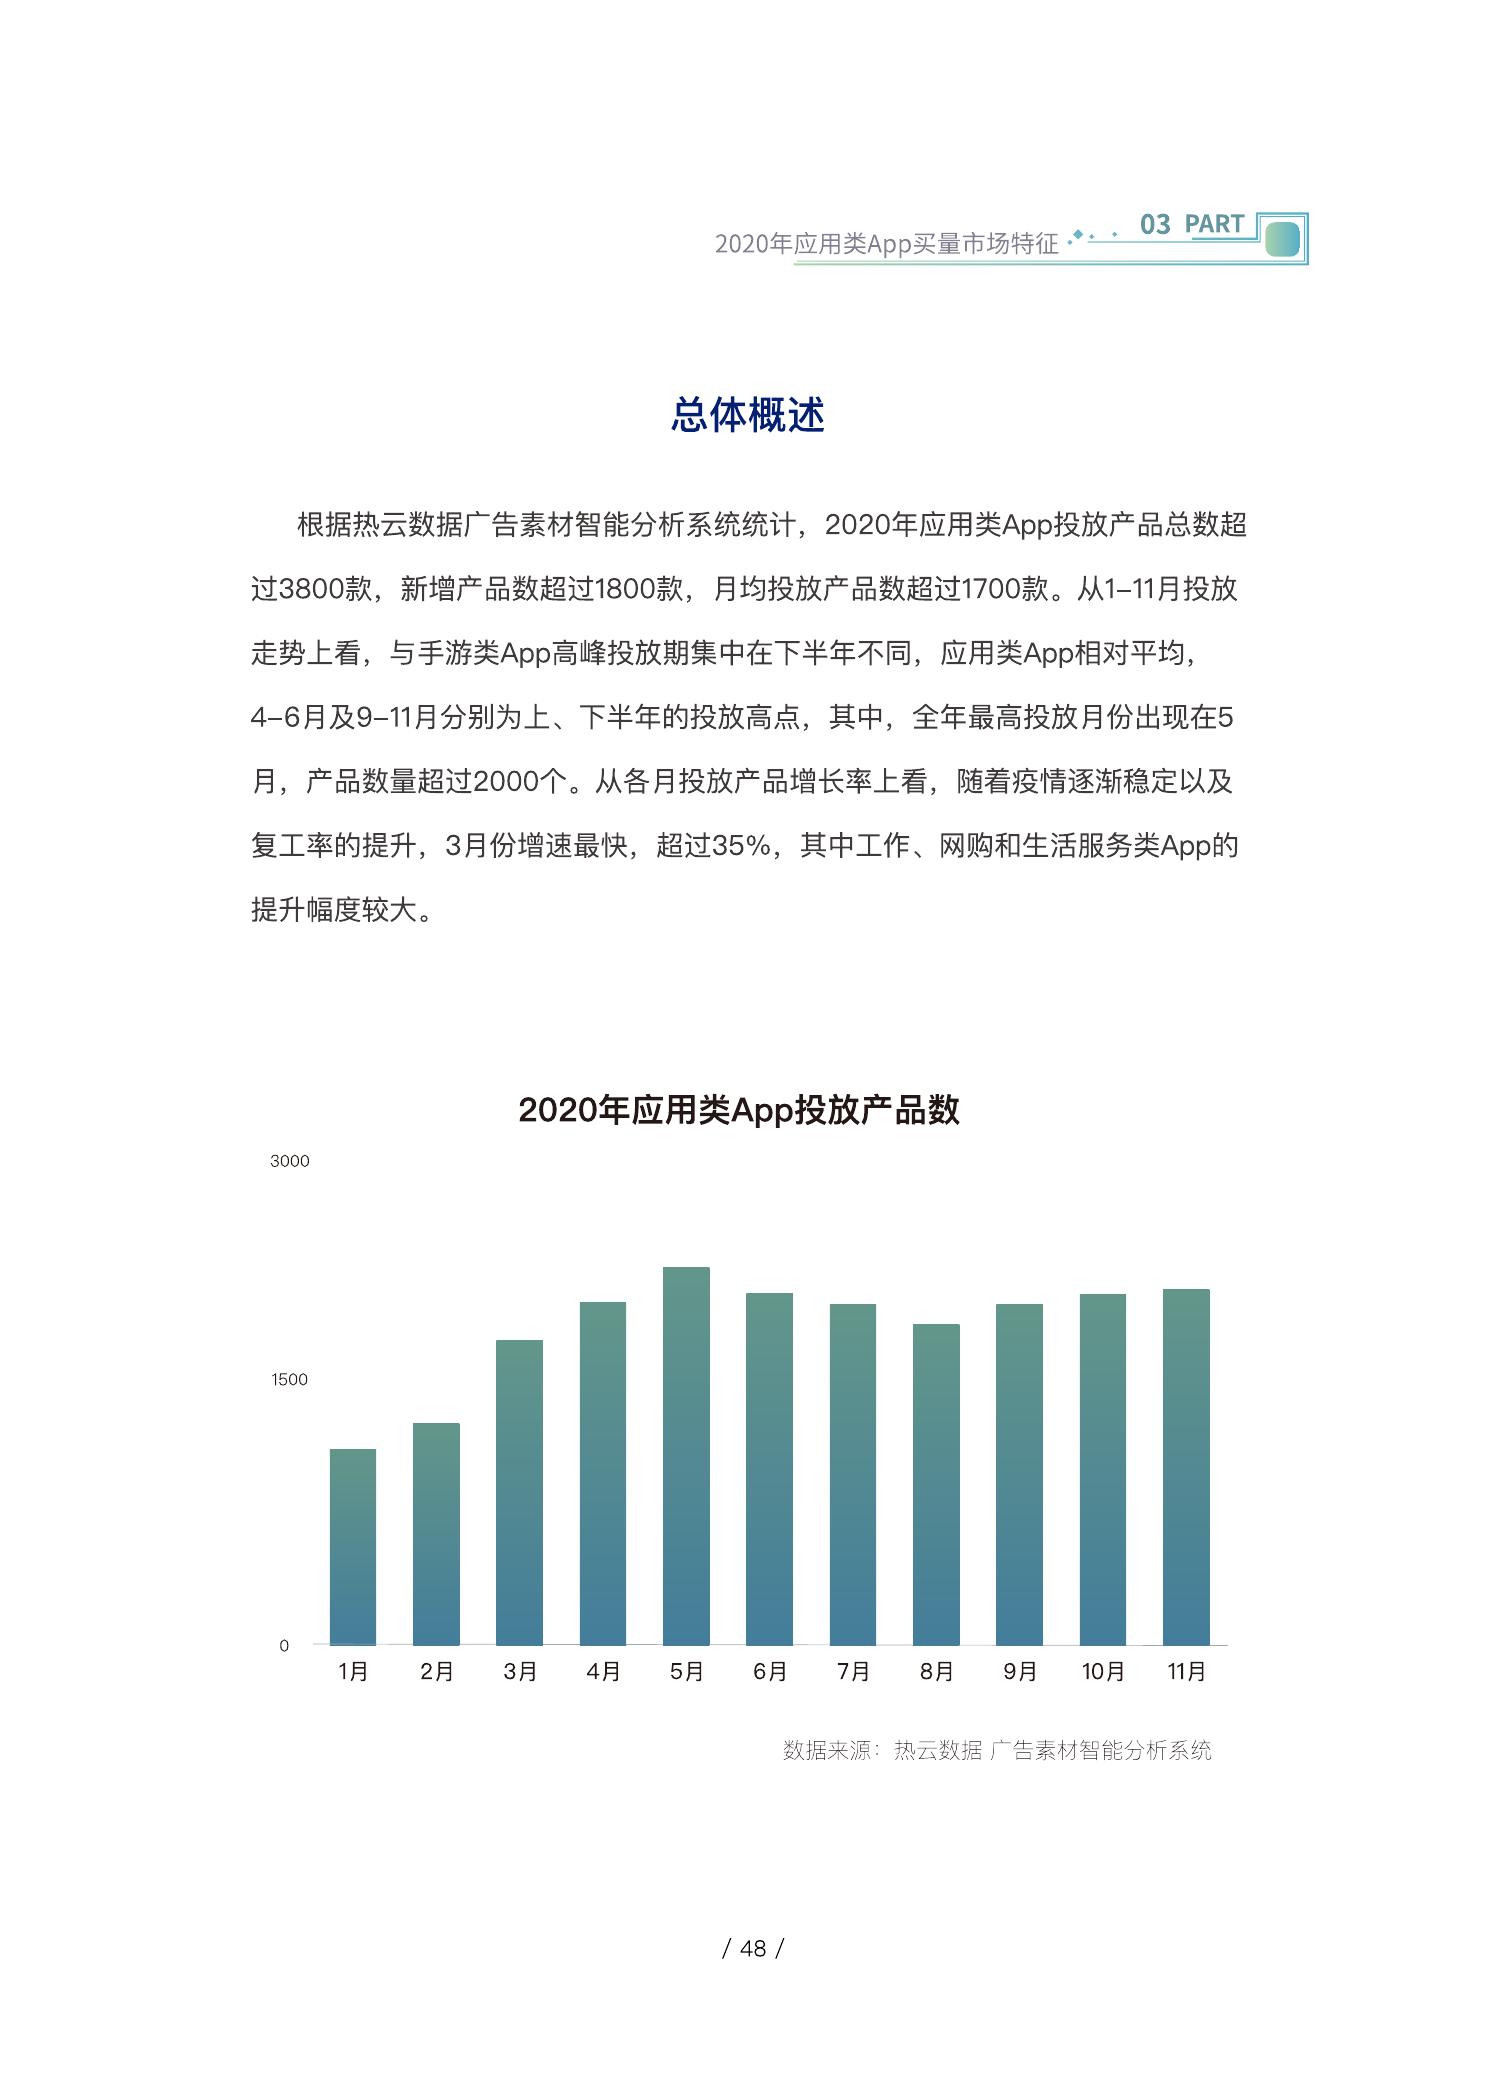 2020年应用类App买量市场特征
03 PART
总体概述
根据热云数据广告素材智能分析系统统计，2020年应用类App投放产品总数超
过3800款，新增产品数超过1800款，月均投放产品数超过1700款。从1–11月投放
走势上看，与手游类App高峰投放期集中在下半年不同，应用类App相对平均，
4–6月及9–11月分别为上、下半年的投放高点，其中，全年最高投放月份出现在5
月，产品数量超过2000个。从各月投放产品增长率上看，随着疫情逐渐稳定以及
复工率的提升，3月份增速最快，超过35%，其中工作、网购和生活服务类App的
提升幅度较大。
2020年应用类App投放产品数
3000
1500
0
1月 2月 3月 4月 5月 6月 7月 8月 9月 10月 11月
数据来源：热云数据 广告素材智能分析系统
/ 48 /